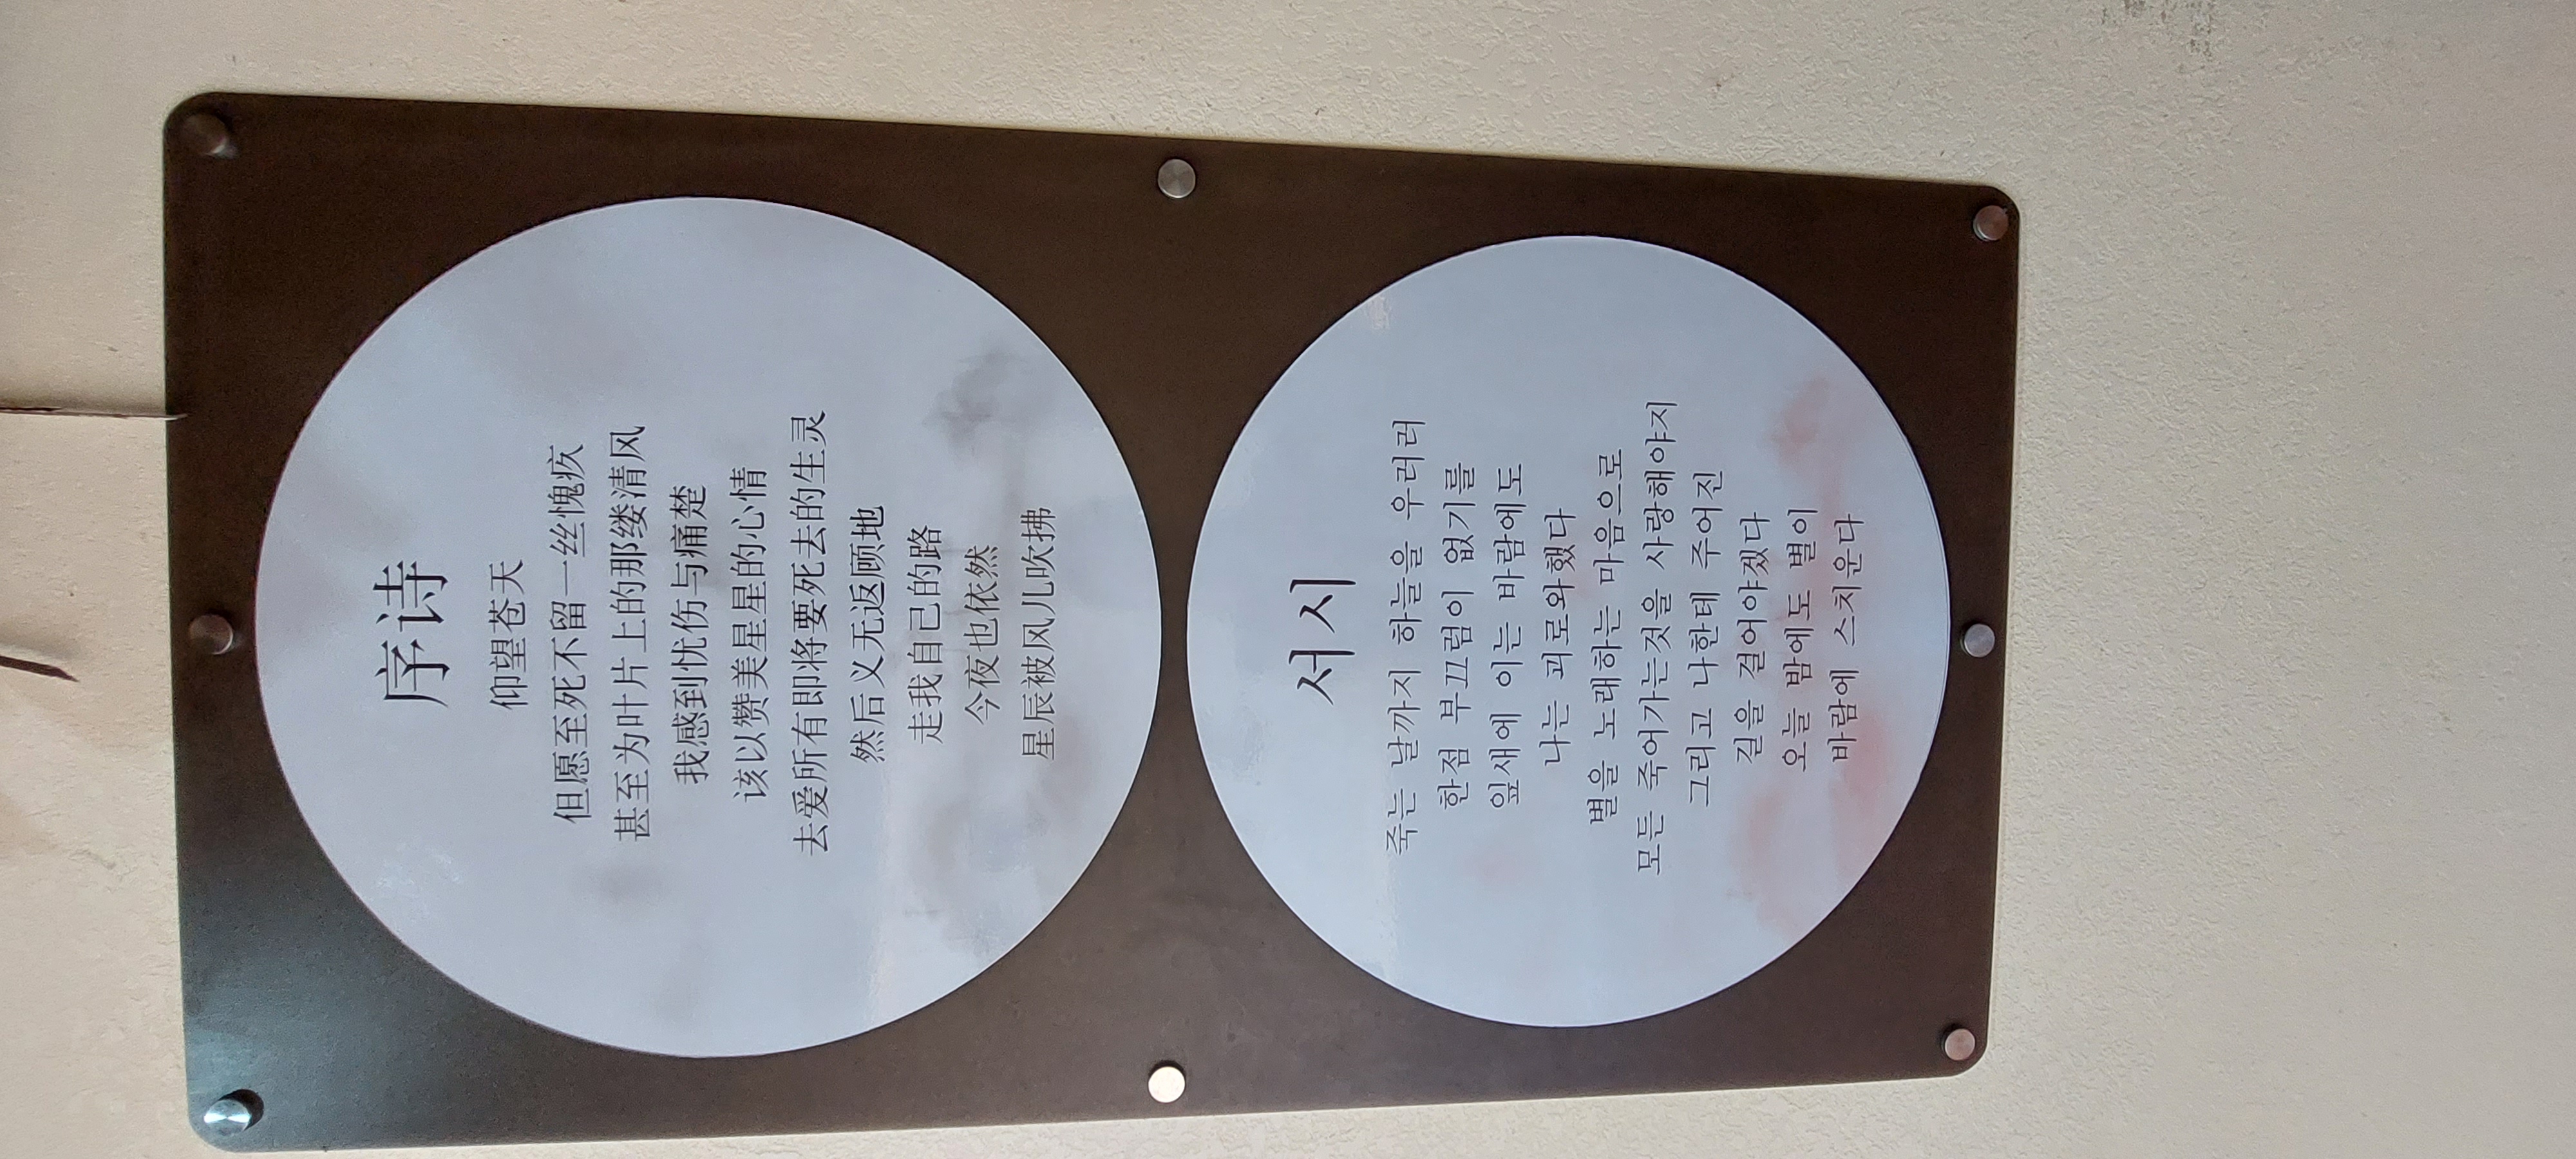 序诗
仰望苍天
但愿至死不留一丝愧疚
甚至为叶片上的那缕清风
我感到忧伤与痛楚
该以赞美星星的心情
去爱所有即将要死去的生灵
然后义无返顾地
走我自己的路
今夜也依然
星辰被风儿吹拂
서시
죽는 날까지 하늘을 우러러
한점 부끄럼이 없기를
잎새에 이는 바람에도
나는 괴로와했다
별을 노래하는 마음으로
모든 죽어가는것을 사랑해야지
그리고 나한테 주어진
길을 걸어야겠다
오늘 밤에도 별이
바람에 스치운다